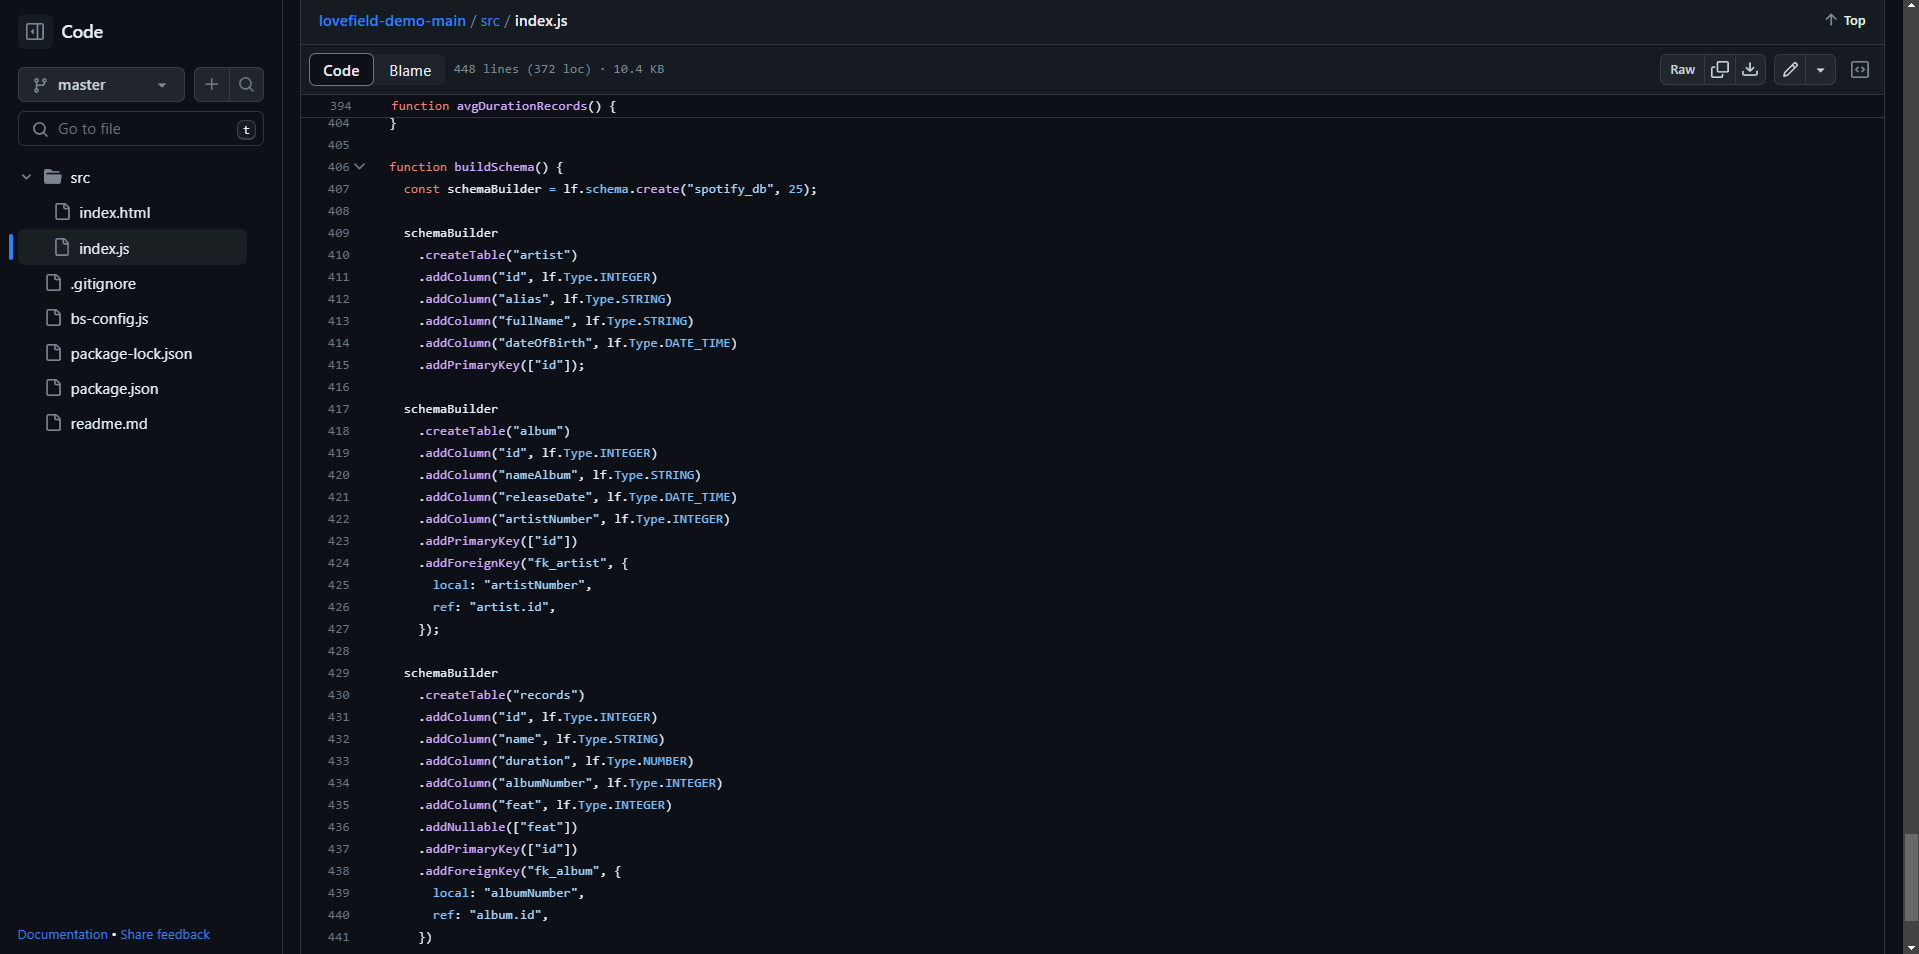 Code
master
Go to file
t
src
index.html
index.js
.gitignore
bs-config.js
package-lock.json
package.json
readme.md
Documentation • Share feedback
lovefield-demo-main / src / index.js
Top
Code Blame 448 lines (372 loc) · 10.4 KB
Raw
394 function avgDurationRecords() {
404 }
405
406 function buildSchema() {
407 const schemaBuilder = lf.schema.create("spotify_db", 25);
408
409 schemaBuilder
410 .createTable("artist")
411 .addColumn("id", lf.Type.INTEGER)
412 .addColumn("alias", lf.Type.STRING)
413 .addColumn("fullName", lf.Type.STRING)
414 .addColumn("dateOfBirth", lf.Type.DATE_TIME)
415 .addPrimaryKey(["id"]);
416
417 schemaBuilder
418 .createTable("album")
419 .addColumn("id", lf.Type.INTEGER)
420 .addColumn("nameAlbum", lf.Type.STRING)
421 .addColumn("releaseDate", lf.Type.DATE_TIME)
422 .addColumn("artistNumber", lf.Type.INTEGER)
423 .addPrimaryKey(["id"])
424 .addForeignKey("fk_artist", {
425 local: "artistNumber",
426 ref: "artist.id",
427 });
428
429 schemaBuilder
430 .createTable("records")
431 .addColumn("id", lf.Type.INTEGER)
432 .addColumn("name", lf.Type.STRING)
433 .addColumn("duration", lf.Type.NUMBER)
434 .addColumn("albumNumber", lf.Type.INTEGER)
435 .addColumn("feat", lf.Type.INTEGER)
436 .addNullable(["feat"])
437 .addPrimaryKey(["id"])
438 .addForeignKey("fk_album", {
439 local: "albumNumber",
440 ref: "album.id",
441 })